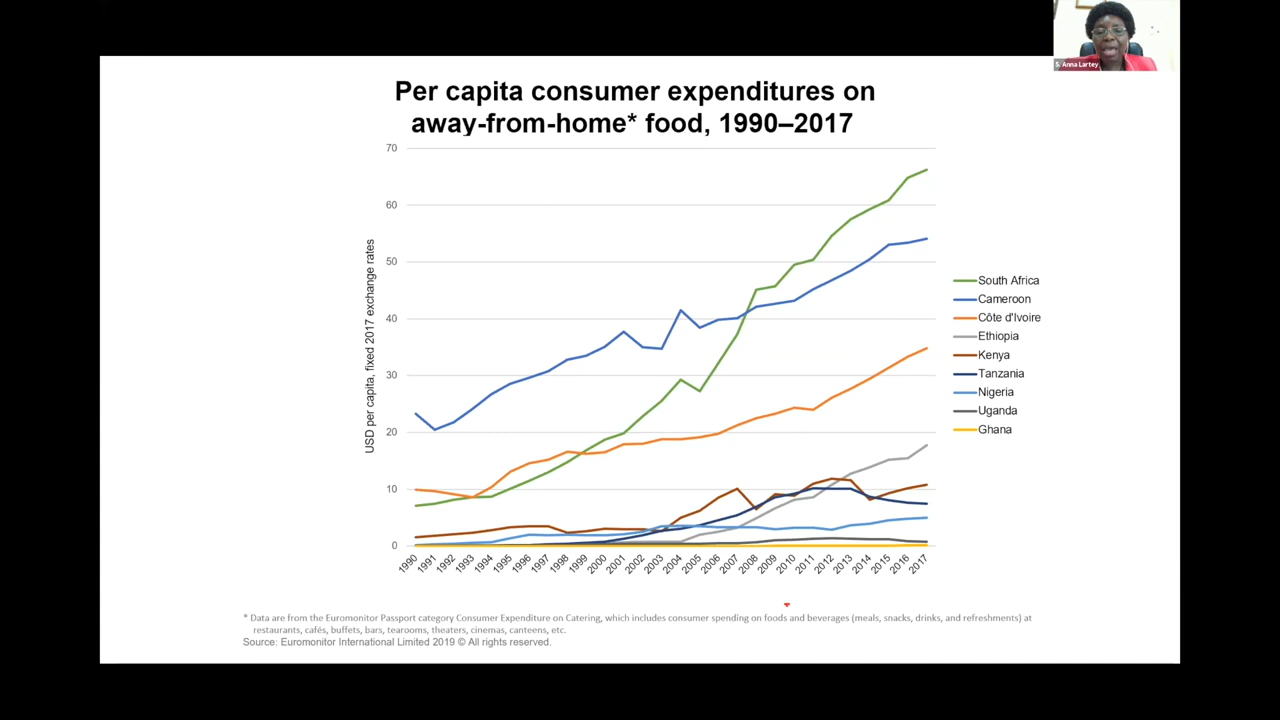 S. Anna Lartey
Per capita consumer expenditures on
away-from-home* food, 1990–2017
USD per capita, fixed 2017 exchange rates
70
60
50
40
30
20
10
0
1990 1991 1992 1993 1994 1995 1996 1997 1998 1999 2000 2001 2002 2003 2004 2005 2006 2007 2008 2009 2010 2011 2012 2013 2014 2015 2016 2017
South Africa
Cameroon
Côte d'Ivoire
Ethiopia
Kenya
Tanzania
Nigeria
Uganda
Ghana
* Data are from the Euromonitor Passport category Consumer Expenditure on Catering, which includes consumer spending on foods and beverages (meals, snacks, drinks, and refreshments) at
restaurants, cafés, buffets, bars, tearooms, theaters, cinemas, canteens, etc.
Source: Euromonitor International Limited 2019 © All rights reserved.